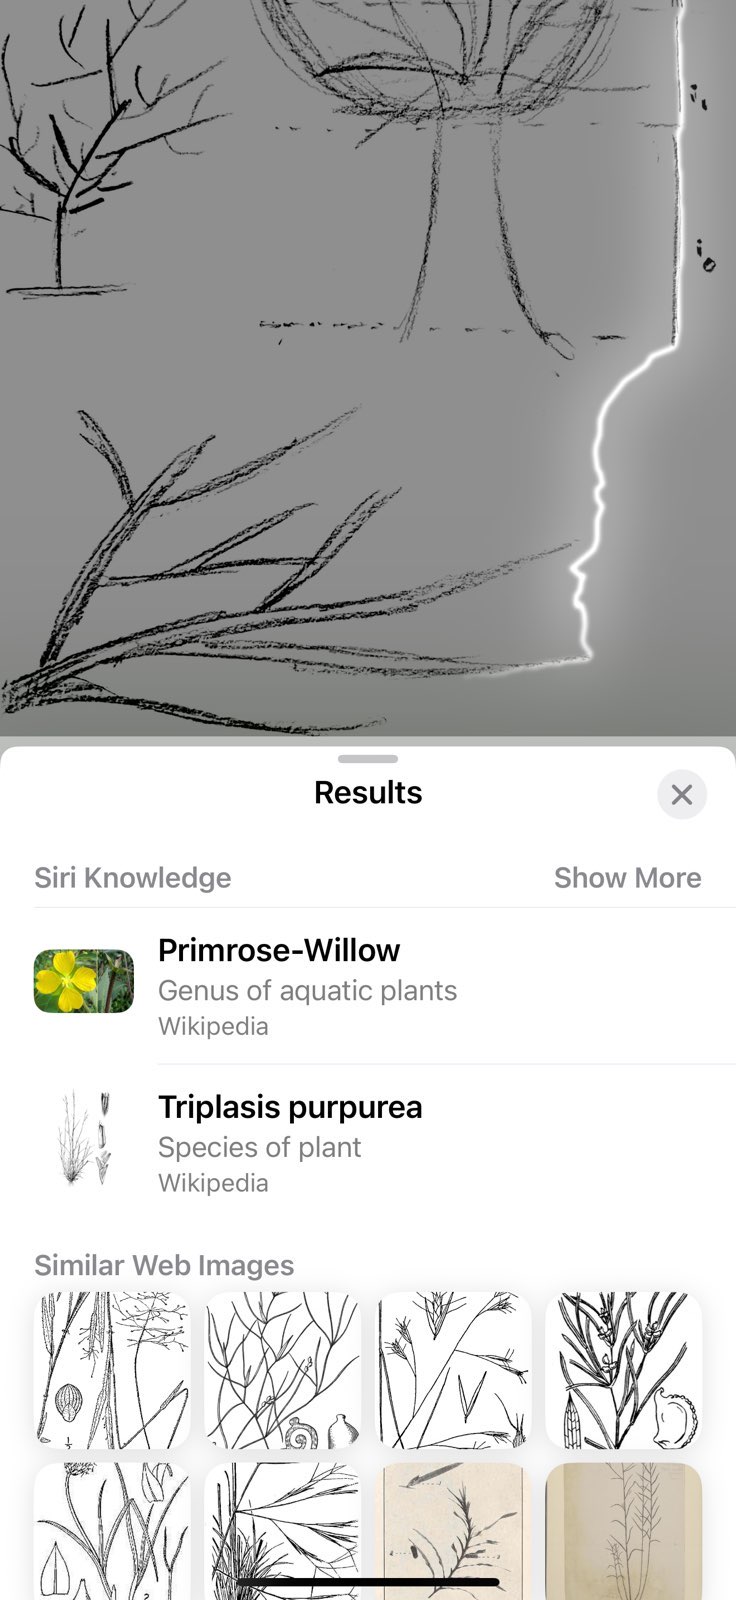 Results
Siri Knowledge
Show More
Primrose-Willow
Genus of aquatic plants
Wikipedia
Triplasis purpurea
Species of plant
Wikipedia
Similar Web Images